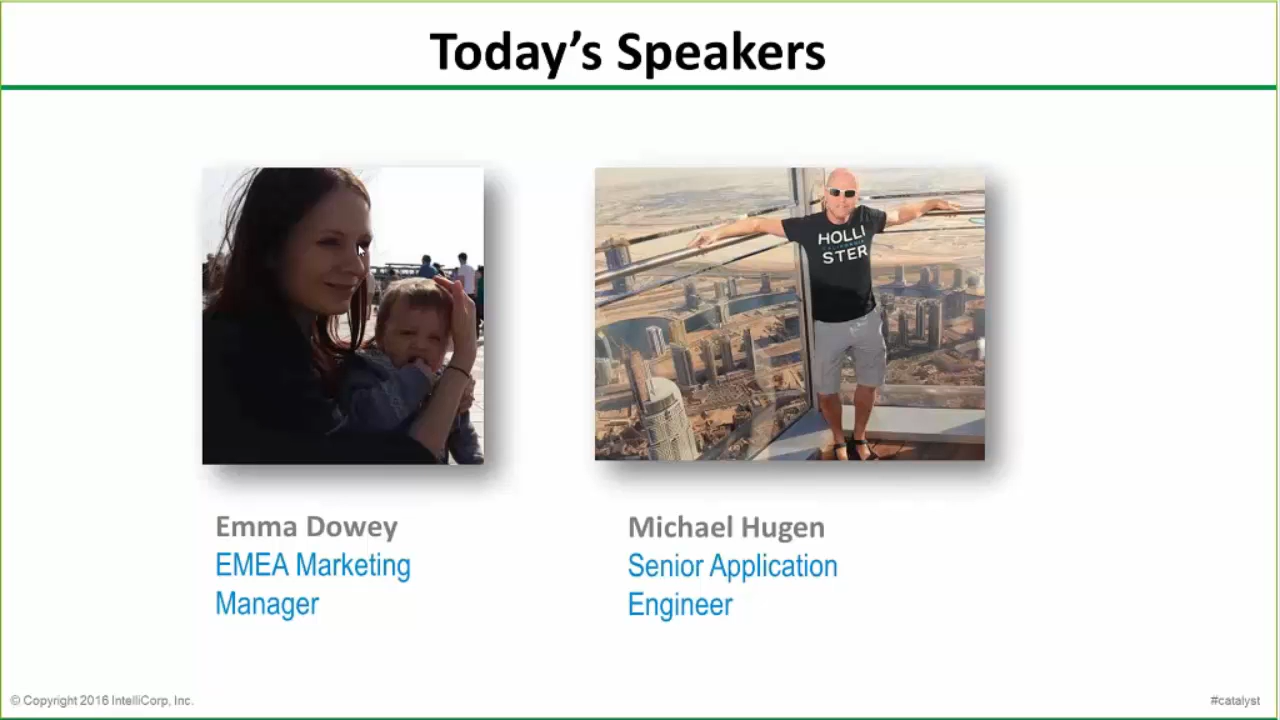 Today's Speakers
HOLLI
CALIFORNIA
STER
Emma Dowey
EMEA Marketing
Manager
Michael Hugen
Senior Application
Engineer
© Copyright 2016 IntelliCorp, Inc.
#catalyst